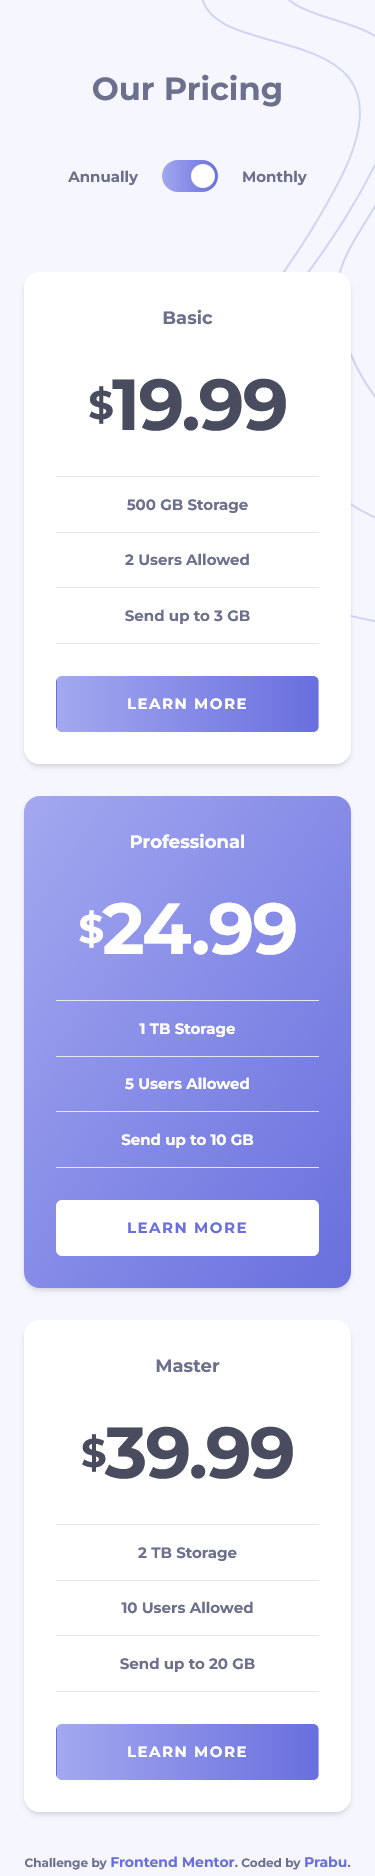 Our Pricing
Annually Monthly
Basic
$19.99
500 GB Storage
2 Users Allowed
Send up to 3 GB
LEARN MORE
Professional
$24.99
1 TB Storage
5 Users Allowed
Send up to 10 GB
LEARN MORE
Master
$39.99
2 TB Storage
10 Users Allowed
Send up to 20 GB
LEARN MORE
Challenge by Frontend Mentor. Coded by Prabu.